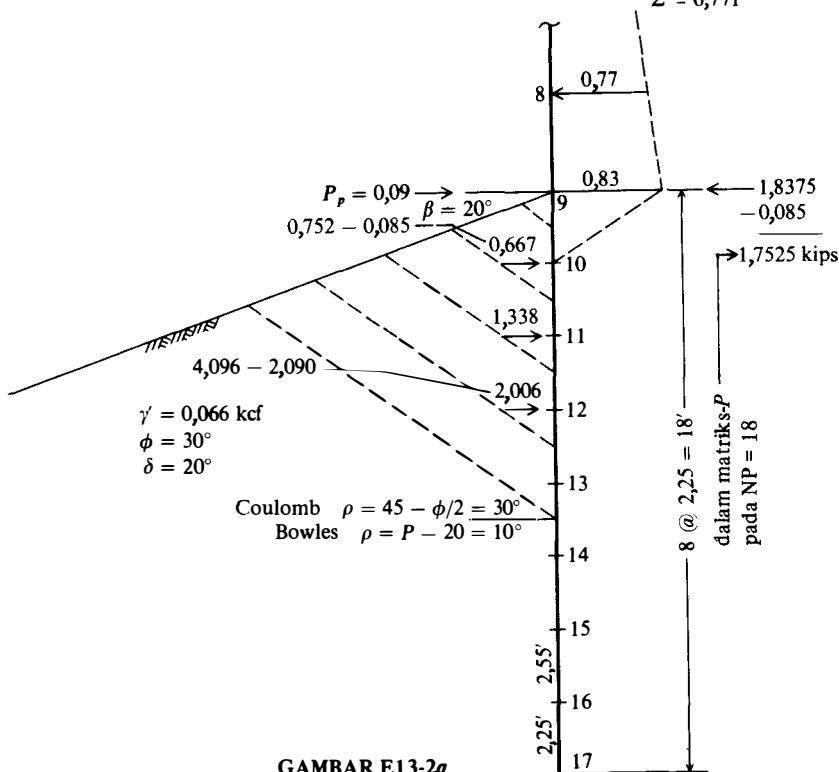 2 = 6,771
8
0,77
0,83
P_p = 0,09
9
1,8375
−0,085
1,7525 kips
β = 20°
0,752 − 0,085
0,667
10
1,338
11
4,096 − 2,090
2,006
12
γ′ = 0,066 kcf
φ = 30°
δ = 20°
13
Coulomb ρ = 45 − φ/2 = 30°
Bowles ρ = P − 20 = 10°
14
15
2,55′
16
2,25′
17
8 @ 2,25 = 18′
dalam matriks-P
pada NP = 18
GAMBAR E13-2a